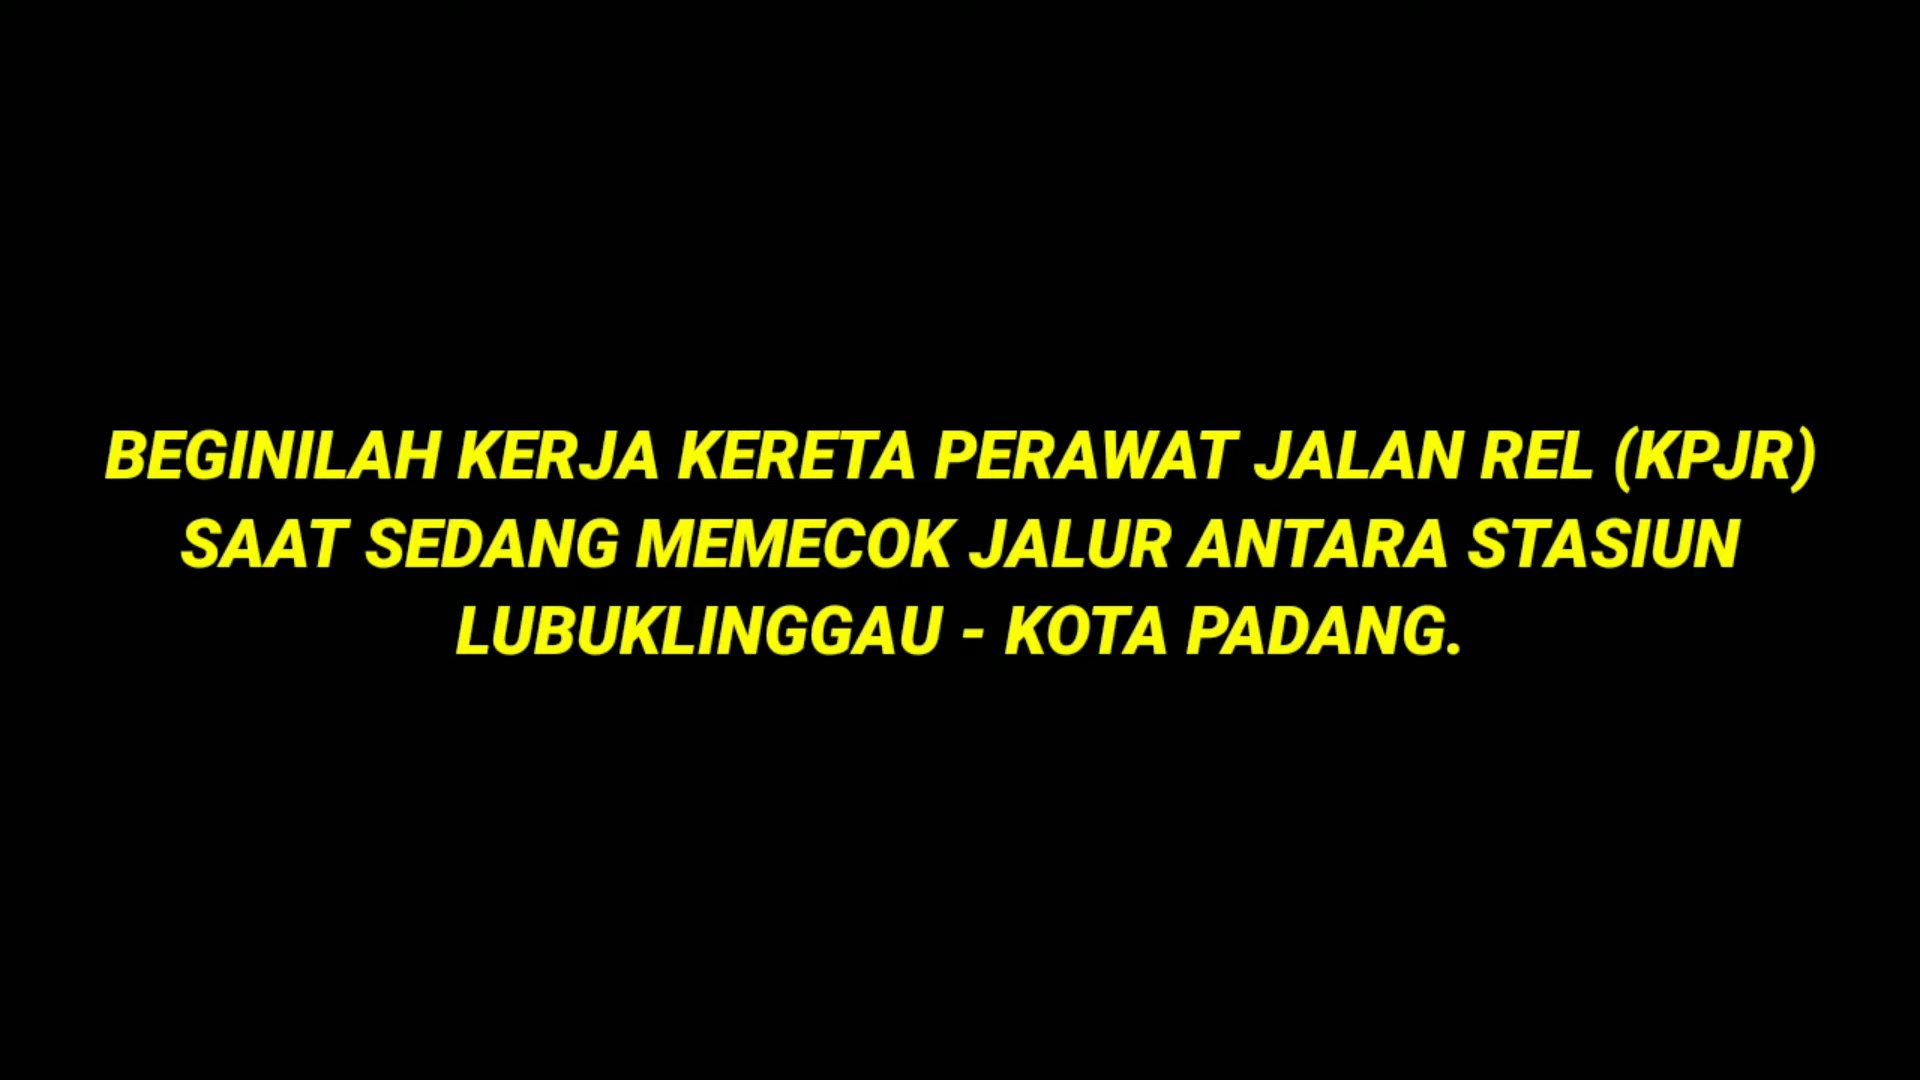 BEGINILAH KERJA KERETA PERAWAT JALAN REL (KPJR)
SAAT SEDANG MEMECOK JALUR ANTARA STASIUN
LUBUKLINGGAU - KOTA PADANG.